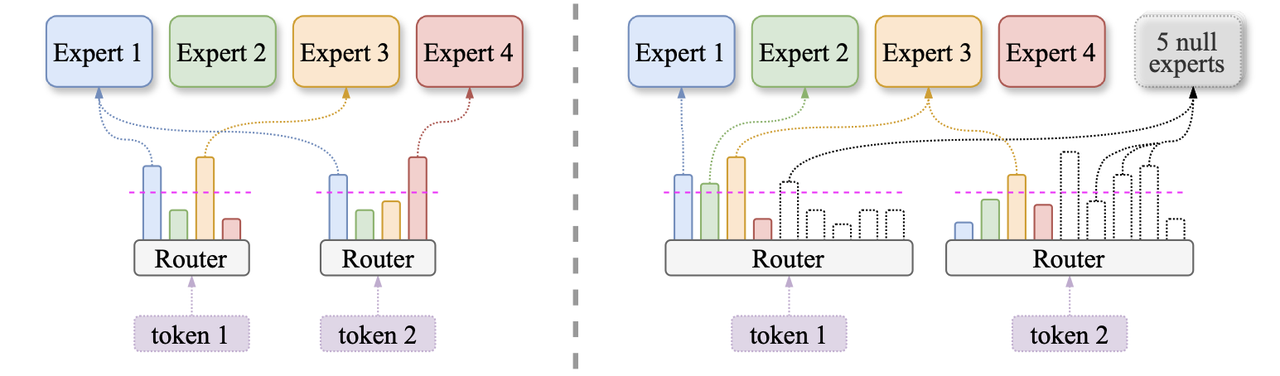 Expert 1
Expert 2
Expert 3
Expert 4
Router
Router
token 1
token 2
Expert 1
Expert 2
Expert 3
Expert 4
5 null
experts
Router
Router
token 1
token 2